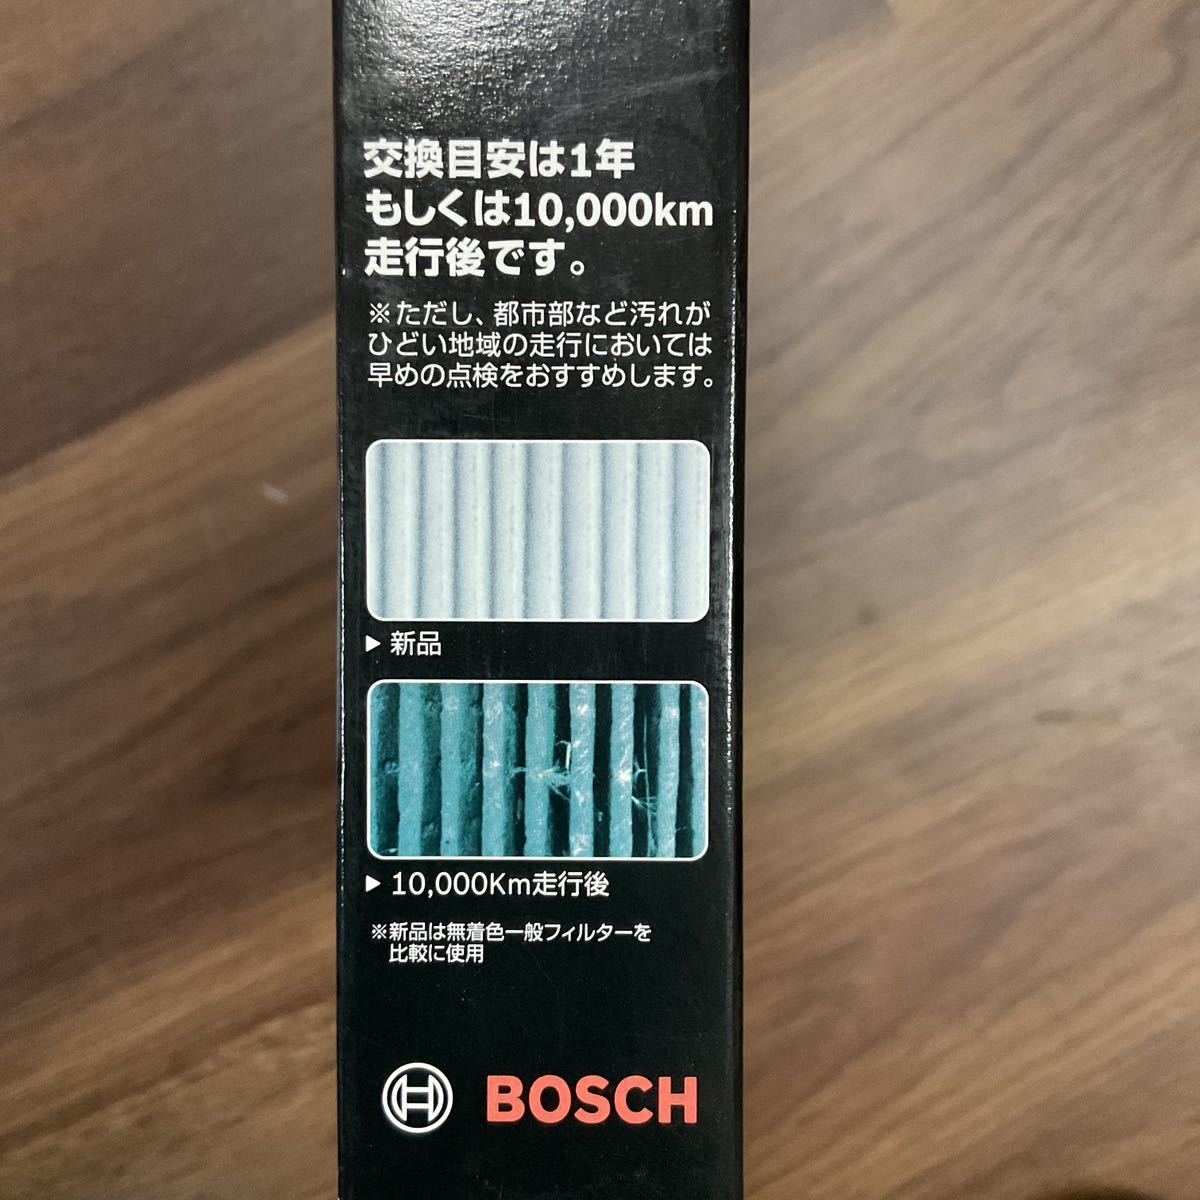 交換目安は1年
もしくは10,000km
走行後です。
※ただし、都市部など汚れが
ひどい地域の走行においては
早めの点検をおすすめします。
▶ 新品
▶ 10,000Km走行後
※新品は無着色一般フィルターを
比較に使用
BOSCH